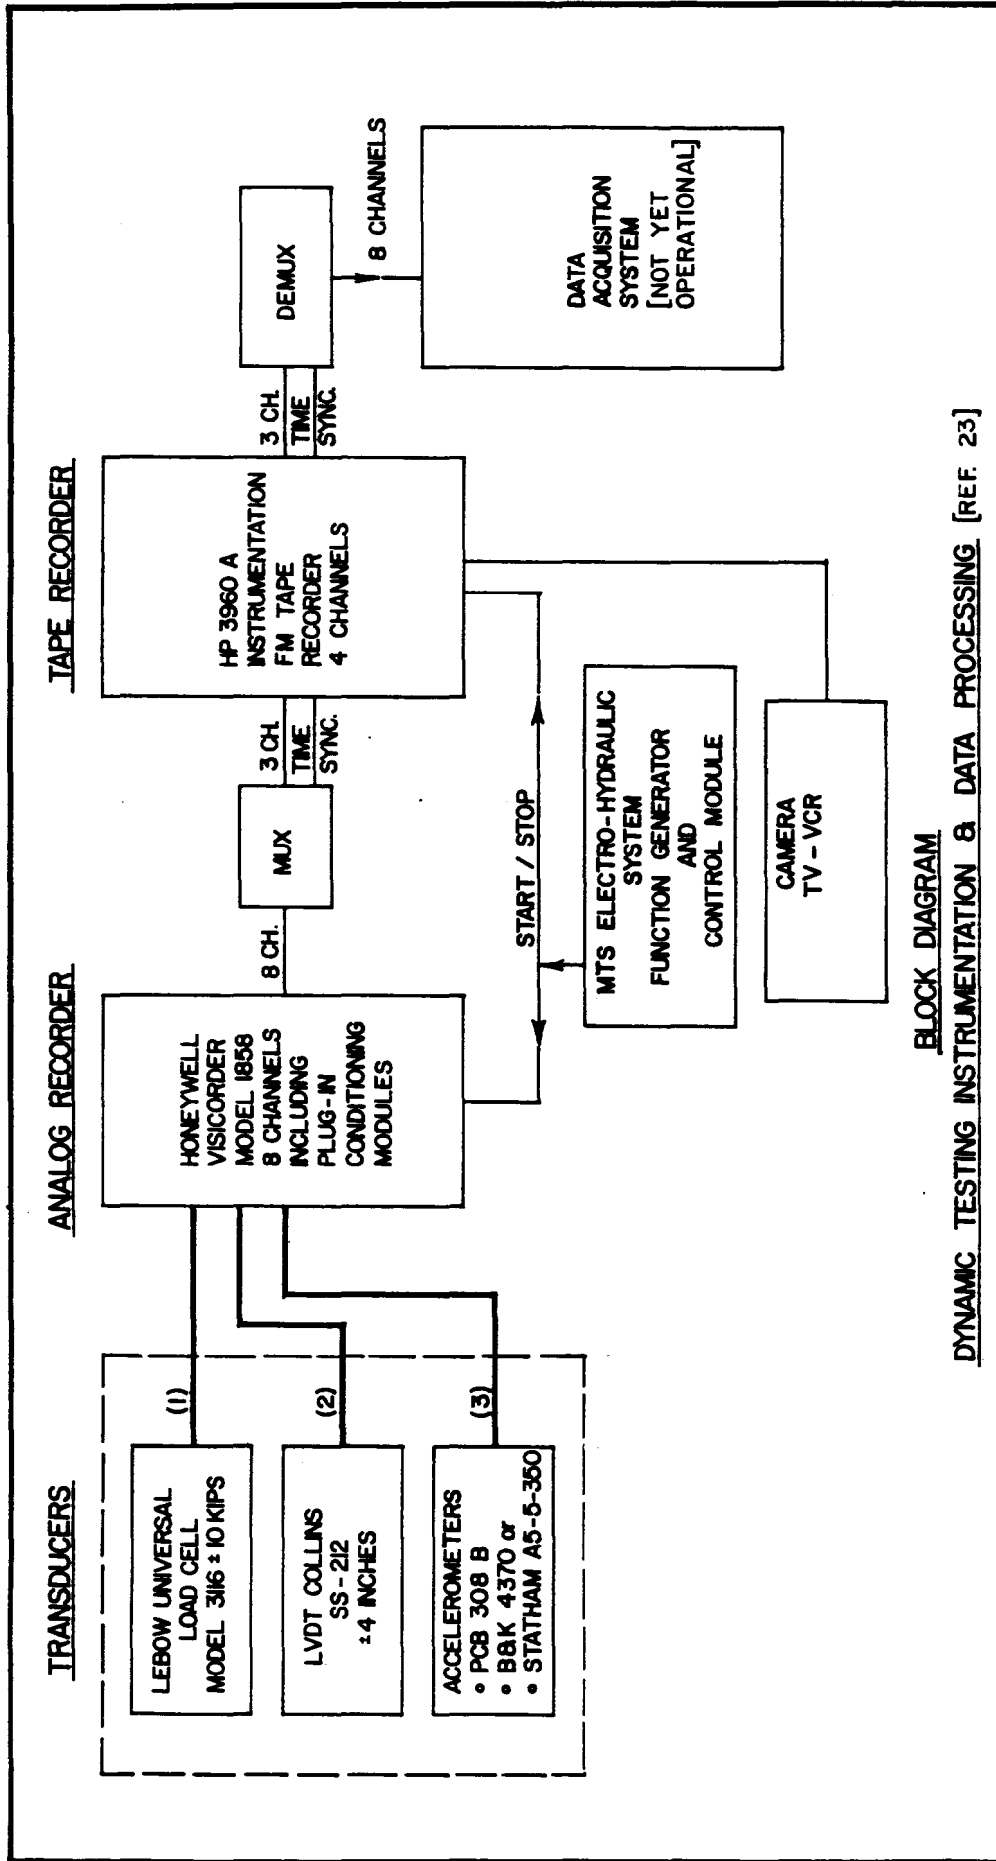 TRANSDUCERS
LEBOW UNIVERSAL
LOAD CELL
MODEL 3116 ± 10 KIPS
(1)
LVDT COLLINS
SS-212
±4 INCHES
(2)
ACCELEROMETERS
• PCB 308 B
• B&K 4370 or
• STATHAM A5-5-350
(3)
ANALOG RECORDER
HONEYWELL
VISICORDER
MODEL 1858
8 CHANNELS
INCLUDING
PLUG-IN
CONDITIONING
MODULES
8 CH.
MUX
3 CH.
TIME
SYNC.
TAPE RECORDER
HP 3960 A
INSTRUMENTATION
FM TAPE
RECORDER
4 CHANNELS
3 CH.
TIME
SYNC.
DEMUX
8 CHANNELS
DATA
ACQUISITION
SYSTEM
[NOT YET
OPERATIONAL]
START / STOP
MTS ELECTRO-HYDRAULIC
SYSTEM
FUNCTION GENERATOR
AND
CONTROL MODULE
CAMERA
TV-VCR
BLOCK DIAGRAM
DYNAMIC TESTING INSTRUMENTATION & DATA PROCESSING [REF. 23]